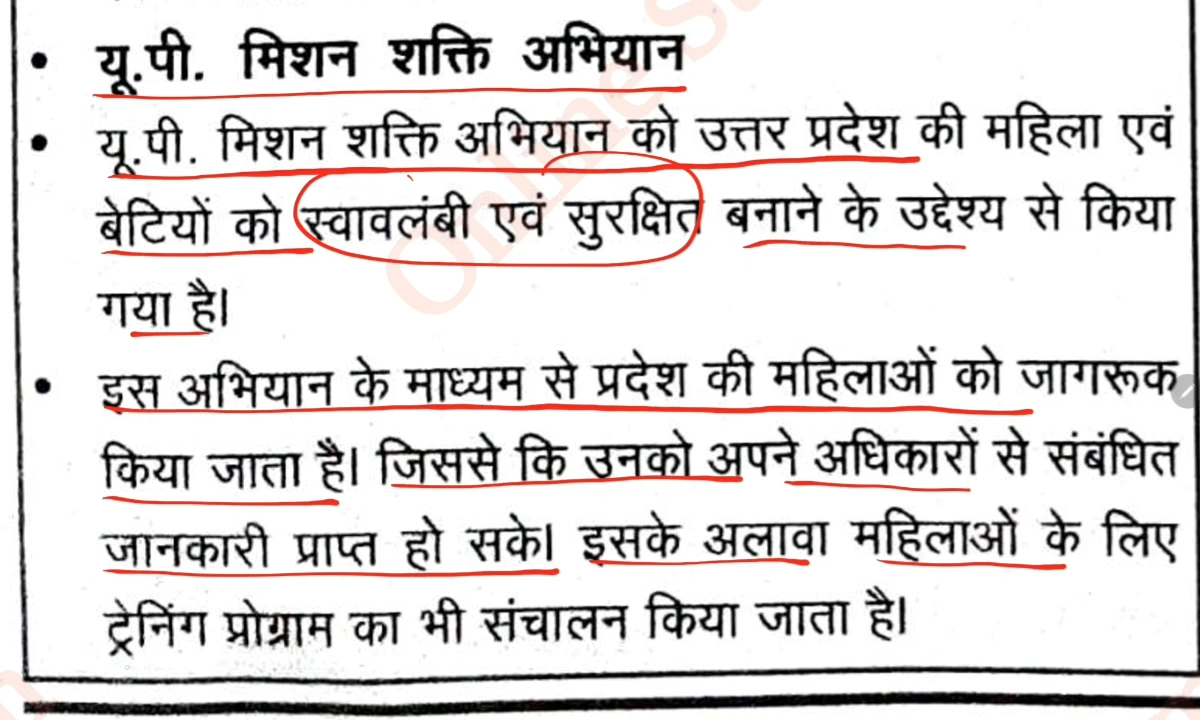 • यू.पी. मिशन शक्ति अभियान
• यू.पी. मिशन शक्ति अभियान को उत्तर प्रदेश की महिला एवं
बेटियों को स्वावलंबी एवं सुरक्षित बनाने के उद्देश्य से किया
गया है।
• इस अभियान के माध्यम से प्रदेश की महिलाओं को जागरूक
किया जाता है। जिससे कि उनको अपने अधिकारों से संबंधित
जानकारी प्राप्त हो सके। इसके अलावा महिलाओं के लिए
ट्रेनिंग प्रोग्राम का भी संचालन किया जाता है।
Online S